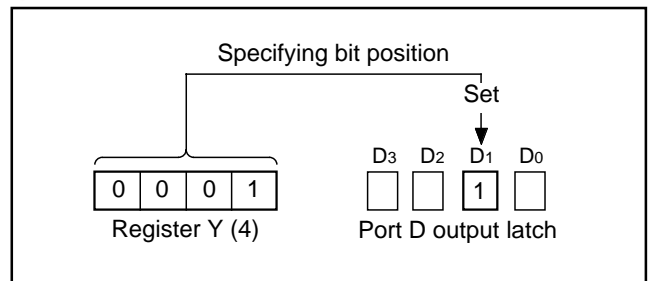 Specifying bit position
Set
D3 D2 D1 D0
0 0 0 1 1
Register Y (4) Port D output latch